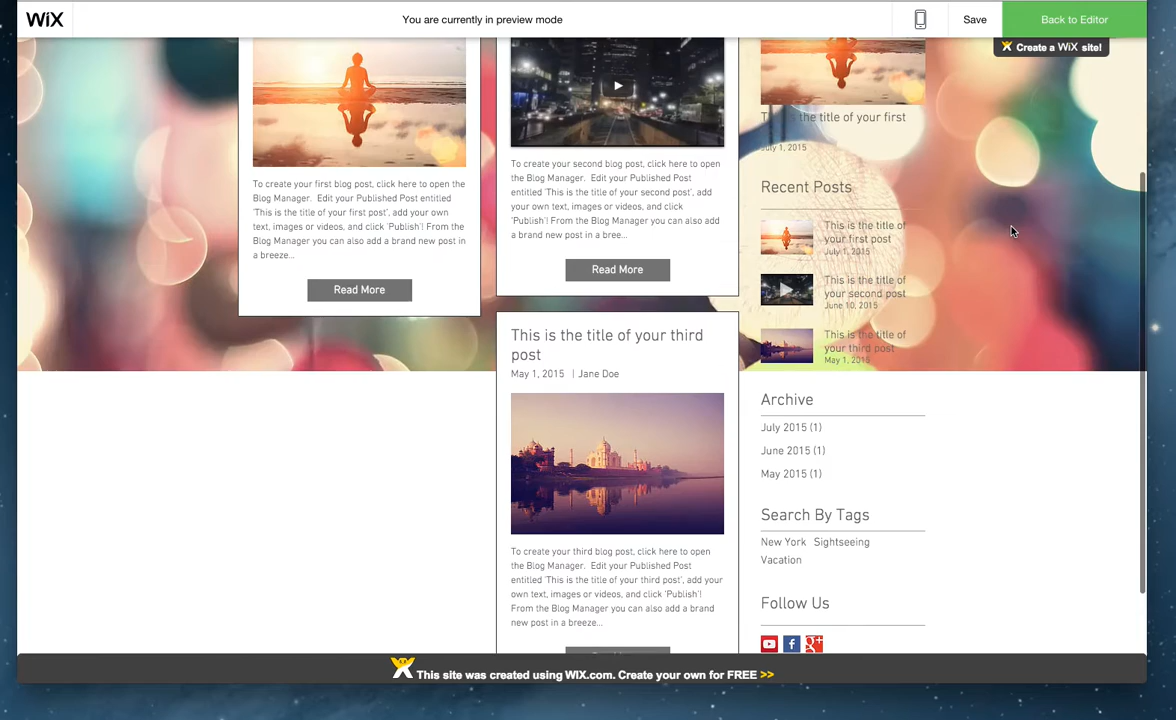 WiX
You are currently in preview mode
Save
Back to Editor
Create a WiX site!
To create your first blog post, click here to open
the Blog Manager. Edit your Published Post
entitled 'This is the title of your first post', add your own
text, images or videos, and click 'Publish'! From the
Blog Manager you can also add a brand new post in
a breeze...
Read More
To create your second blog post, click here to open
the Blog Manager. Edit your Published Post
entitled 'This is the title of your second post', add
your own text, images or videos, and click
'Publish'! From the Blog Manager you can also add
a brand new post in a bree...
Read More
This is the title of your third
post
May 1, 2015 | Jane Doe
To create your third blog post, click here to open
the Blog Manager. Edit your Published Post
entitled 'This is the title of your third post', add your
own text, images or videos, and click 'Publish'!
From the Blog Manager you can also add a brand
new post in a breeze...
This is the title of your first
July 1, 2015
Recent Posts
This is the title of
your first post
July 1, 2015
This is the title of
your second post
June 10, 2015
This is the title of
your third post
May 1, 2015
Archive
July 2015 (1)
June 2015 (1)
May 2015 (1)
Search By Tags
New York Sightseeing
Vacation
Follow Us
This site was created using WIX.com. Create your own for FREE >>